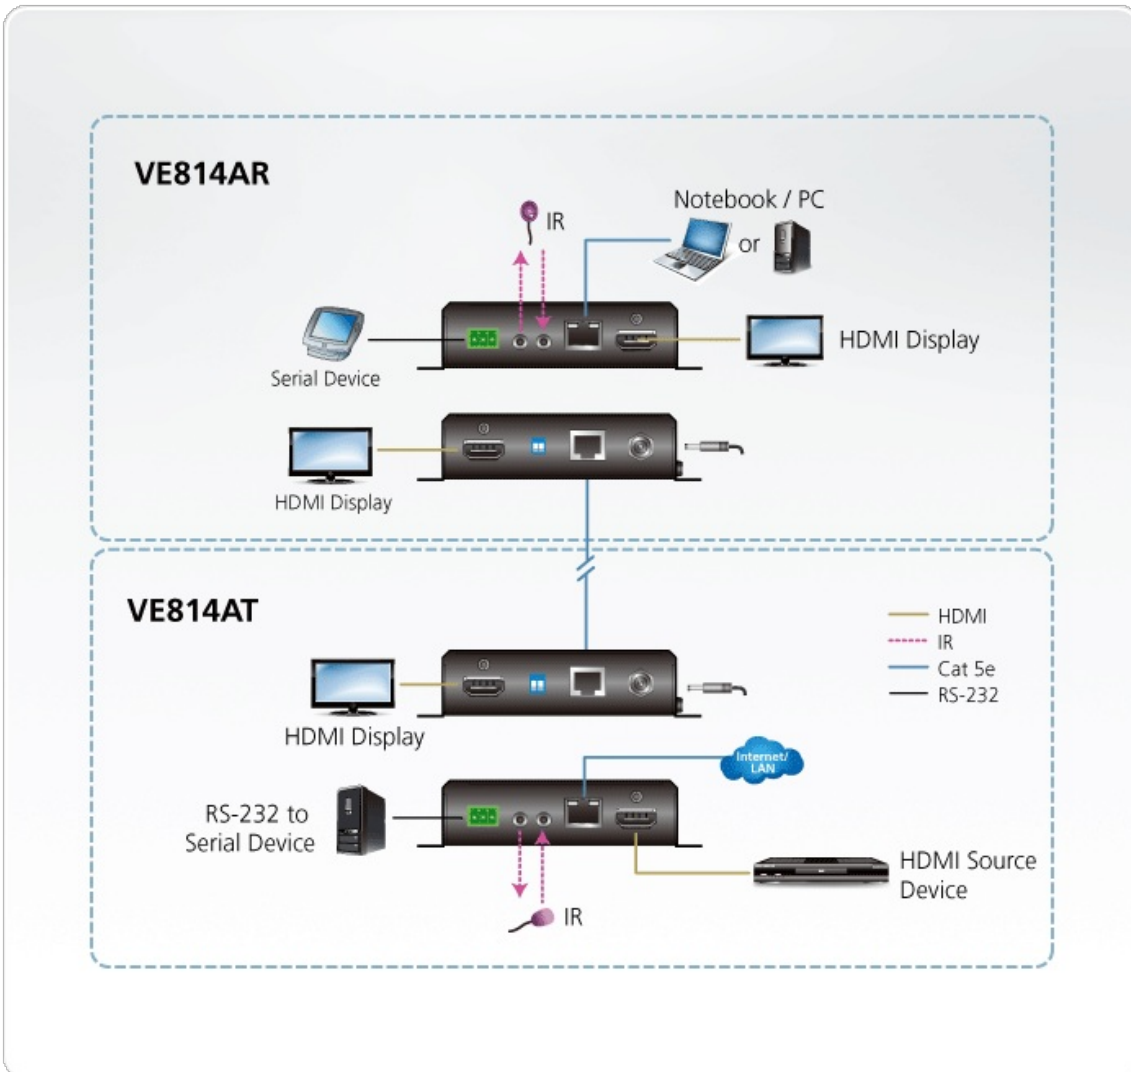 VE814AR
IR
Notebook / PC
or
Serial Device
HDMI Display
HDMI Display
VE814AT
HDMI
IR
Cat 5e
RS-232
HDMI Display
Internet/
LAN
RS-232 to
Serial Device
HDMI Source
Device
IR